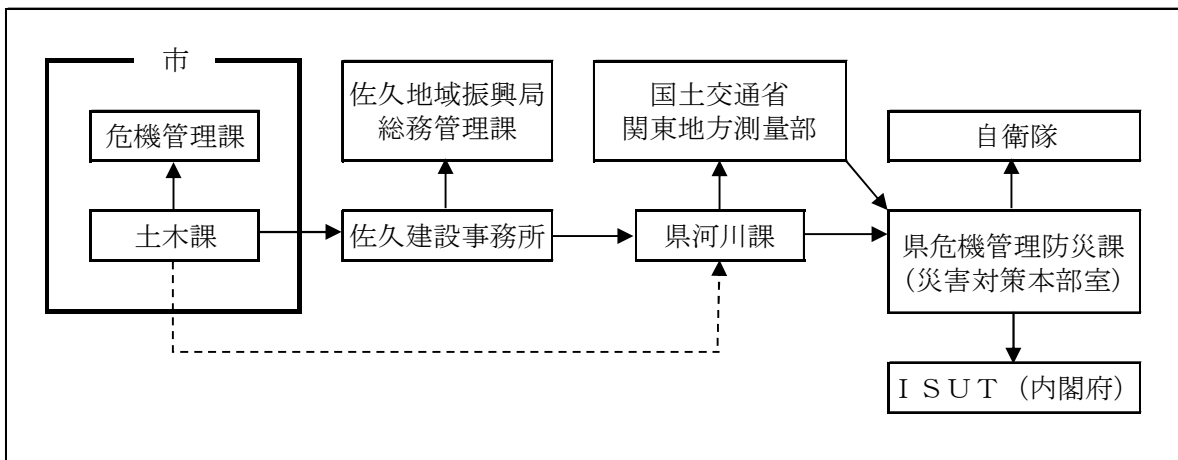 市
危機管理課
土木課
佐久地域振興局
総務管理課
佐久建設事務所
国土交通省
関東地方測量部
県河川課
自衛隊
県危機管理防災課
（災害対策本部室）
ＩＳＵＴ（内閣府）